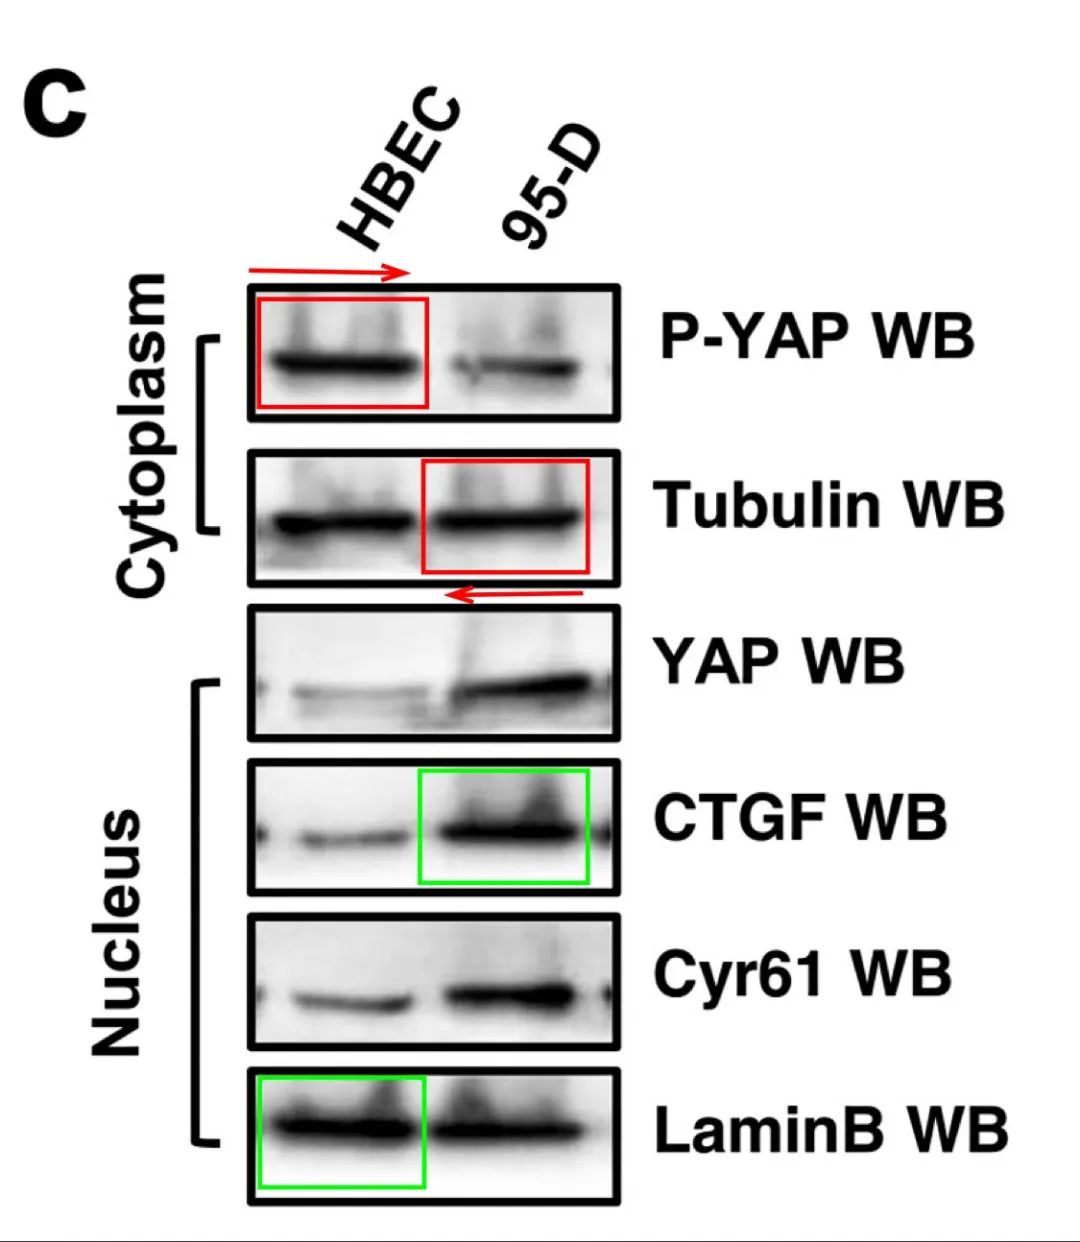 C
HBEC
95-D
Cytoplasm
P-YAP WB
Tubulin WB
Nucleus
YAP WB
CTGF WB
Cyr61 WB
LaminB WB